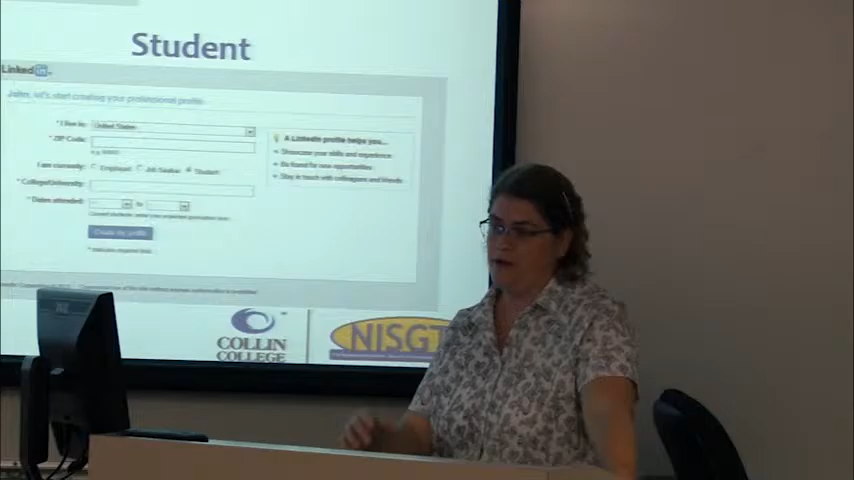 Student
Linked in
John, let's start creating your professional profile
* I live in: United States
* ZIP Code:
I am currently: Employed Job Seeker Student
* College/University:
* Dates attended: to
Create my profile
A LinkedIn profile helps you...
Showcase your skills and experience
Be found for new opportunities
Stay in touch with colleagues and friends
COLLIN
COLLEGE
NISGT